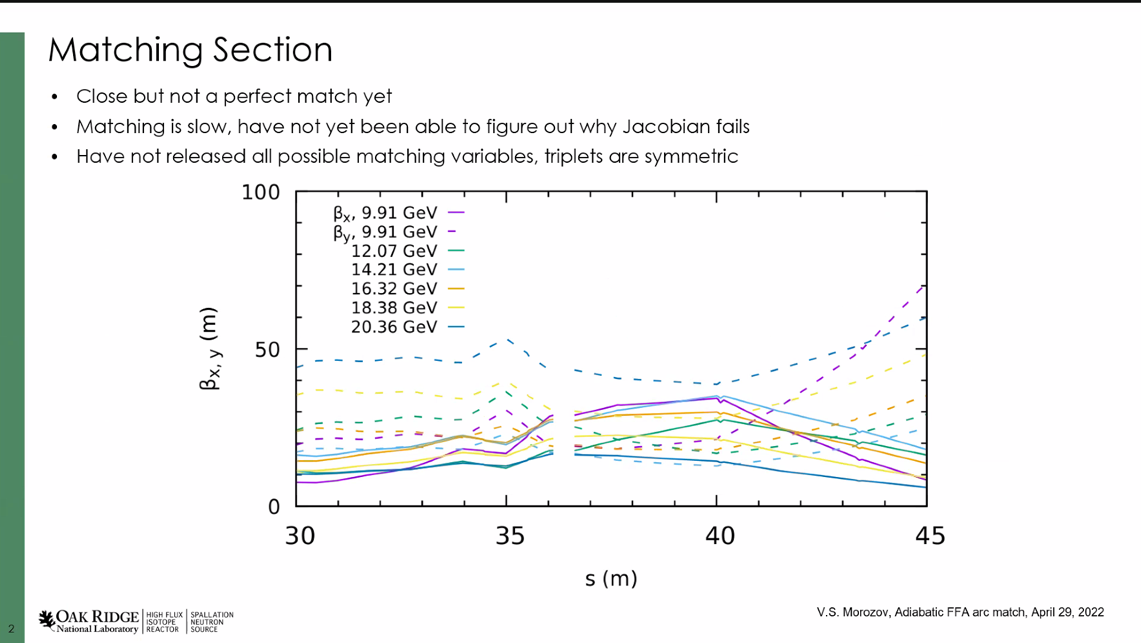 Matching Section
• Close but not a perfect match yet
• Matching is slow, have not yet been able to figure out why Jacobian fails
• Have not released all possible matching variables, triplets are symmetric
100
50
0
βx, y (m)
βx, 9.91 GeV
βy, 9.91 GeV
12.07 GeV
14.21 GeV
16.32 GeV
18.38 GeV
20.36 GeV
30 35 40 45
s (m)
2
OAK RIDGE
National Laboratory
HIGH FLUX
ISOTOPE
REACTOR
SPALLATION
NEUTRON
SOURCE
V.S. Morozov, Adiabatic FFA arc match, April 29, 2022